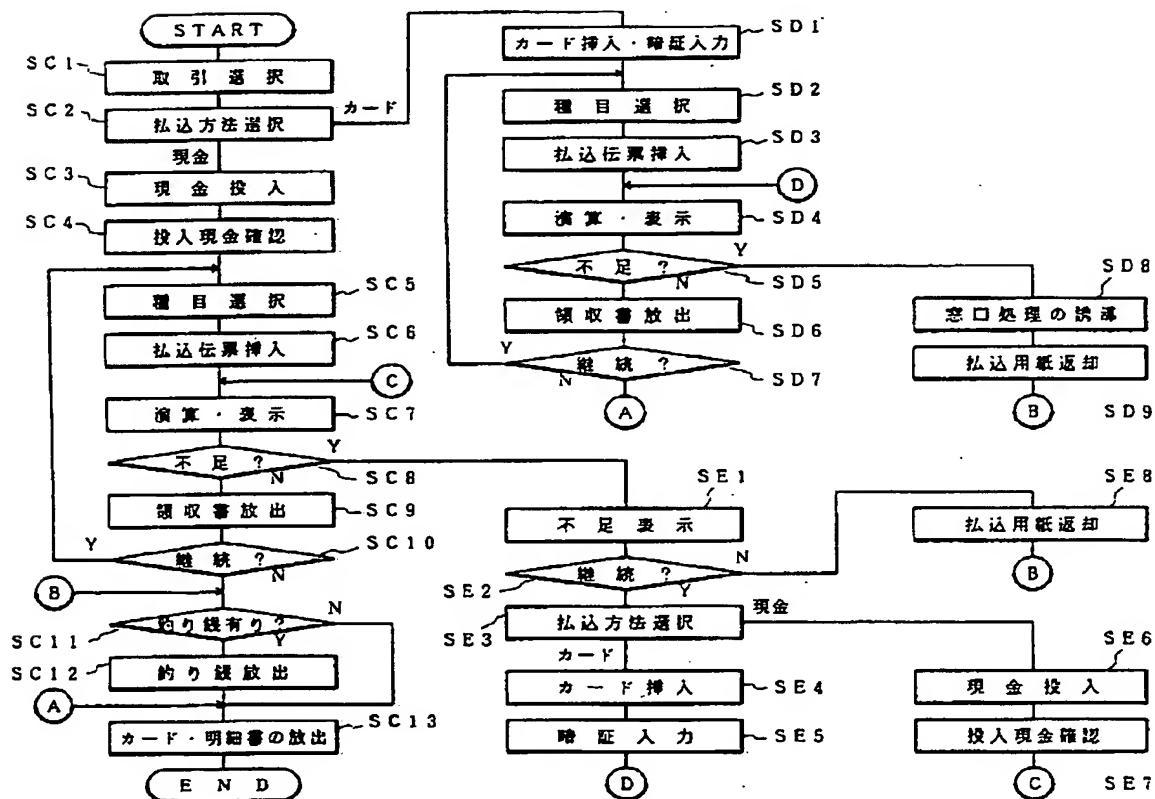 START
SC1
取引選択
SC2
払込方法選択
カード
現金
SC3
現金投入
SC4
投入現金確認
種目選択
SC5
払込伝票挿入
SC6
C
演算・表示
SC7
不足?
Y
N
SC8
領収書放出
SC9
Y
継続?
N
SC10
B
釣り銭有り?
N
Y
SC11
SC12
釣り銭放出
A
カード・明細書の放出
SC13
END
カード挿入・暗証入力
SD1
種目選択
SD2
払込伝票挿入
SD3
D
演算・表示
SD4
不足?
Y
N
SD5
領収書放出
SD6
Y
継続?
N
SD7
A
SD8
窓口処理の誘導
払込用紙返却
B
SD9
SE1
不足表示
継続?
N
Y
SE2
払込方法選択
現金
SE3
カード
カード挿入
SE4
暗証入力
SE5
D
SE8
払込用紙返却
B
SE6
現金投入
投入現金確認
C
SE7